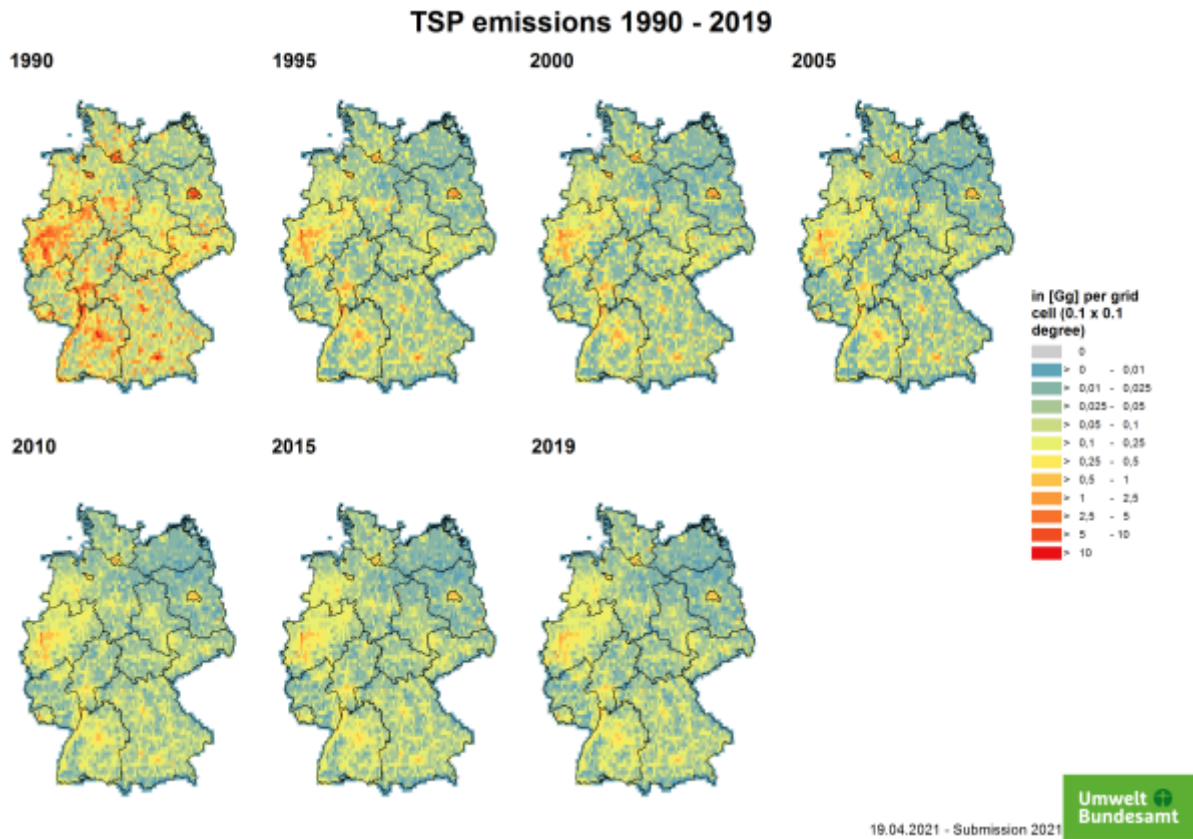 TSP emissions 1990 - 2019
1990
1995
2000
2005
in [Gg] per grid
cell (0.1 x 0.1
degree)
0
> 0 - 0,01
> 0,01 - 0,025
> 0,025 - 0,05
> 0,05 - 0,1
> 0,1 - 0,25
> 0,25 - 0,5
> 0,5 - 1
> 1 - 2,5
> 2,5 - 5
> 5 - 10
> 10
2010
2015
2019
Umwelt
Bundesamt
19.04.2021 - Submission 2021